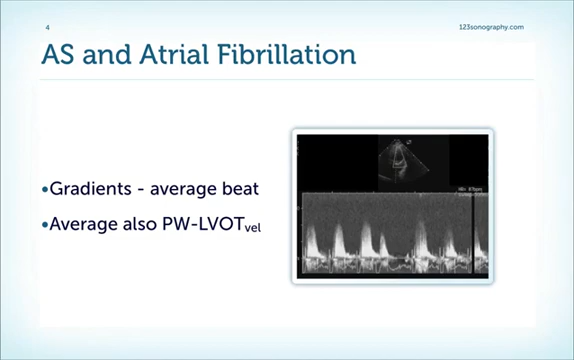 4
123sonography.com
AS and Atrial Fibrillation
•Gradients - average beat
•Average also PW-LVOTvel